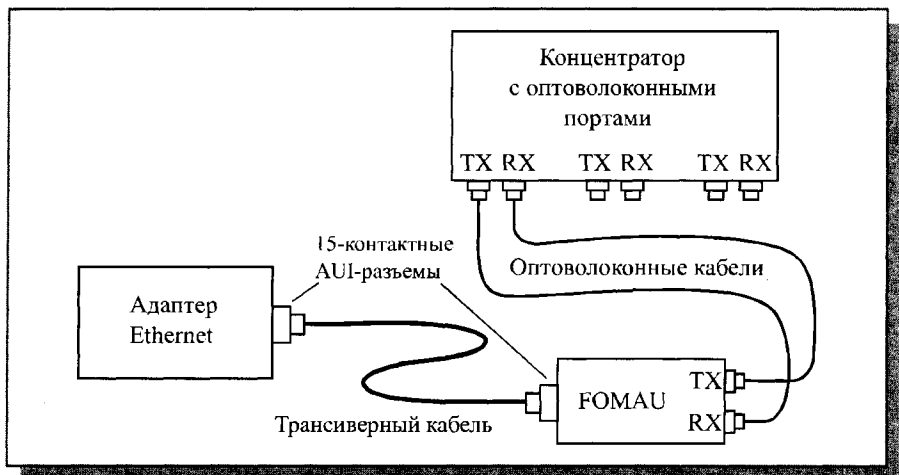 Концентратор
с оптоволоконными
портами
TX RX TX RX TX RX
15-контактные
AUI-разъемы
Оптоволоконные кабели
Адаптер
Ethernet
TX
FOMAU
RX
Трансиверный кабель